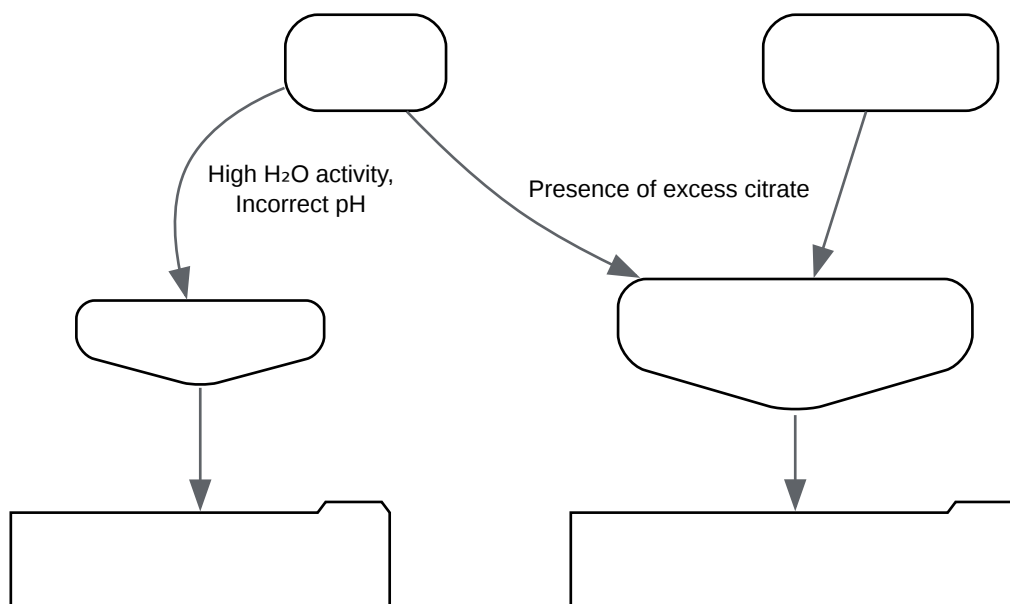 High H₂O activity,
Incorrect pH
Presence of excess citrate